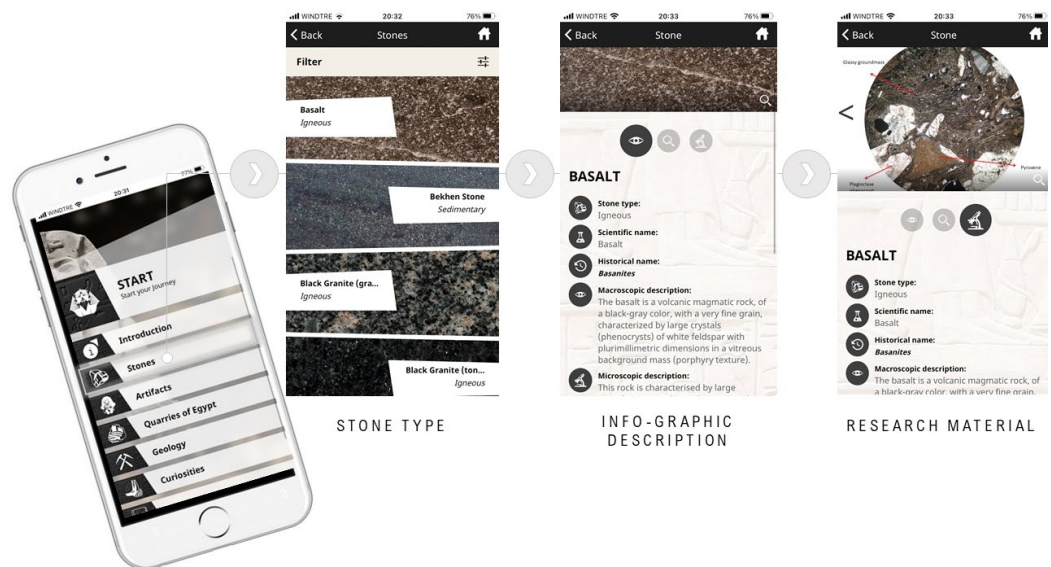 WINDTRE
20:31
77%
START
Start your journey
Introduction
Stones
Artifacts
Quarries of Egypt
Geology
Curiosities
WINDTRE 20:32 76%
Back Stones
Filter
Basalt
Igneous
Bekhen Stone
Sedimentary
Black Granite (gra...
Igneous
Black Granite (ton...
Igneous
STONE TYPE
WINDTRE 20:33 76%
Back Stone
BASALT
Stone type:
Igneous
Scientific name:
Basalt
Historical name:
Basanites
Macroscopic description:
The basalt is a volcanic magmatic rock, of
a black-gray color, with a very fine grain,
characterized by large crystals
(phenocrysts) of white feldspar with
plurimillimetric dimensions in a vitreous
background mass (porphyry texture).
Microscopic description:
This rock is characterised by large
INFO-GRAPHIC
DESCRIPTION
WINDTRE 20:33 76%
Back Stone
Glassy groundmass
Pyroxene
Plagioclase
BASALT
Stone type:
Igneous
Scientific name:
Basalt
Historical name:
Basanites
Macroscopic description:
The basalt is a volcanic magmatic rock, of
a black-gray color, with a very fine grain,
RESEARCH MATERIAL